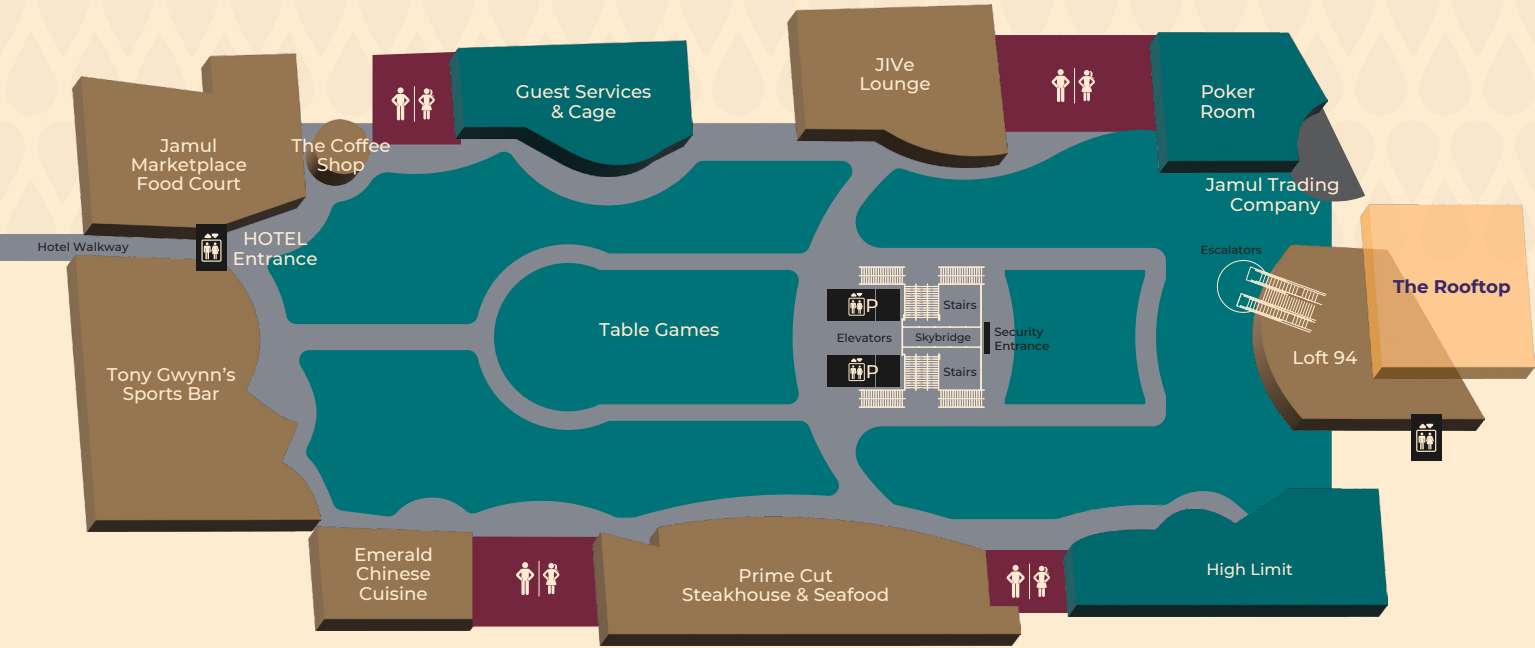 JIVe
Lounge
Guest Services
& Cage
Poker
Room
Jamul
Marketplace
Food Court
The Coffee
Shop
Jamul Trading
Company
Hotel Walkway
HOTEL
Entrance
Escalators
The Rooftop
P
Stairs
Table Games
Elevators
Skybridge
Security
Entrance
Loft 94
P
Stairs
Tony Gwynn’s
Sports Bar
Emerald
Chinese
Cuisine
Prime Cut
Steakhouse & Seafood
High Limit